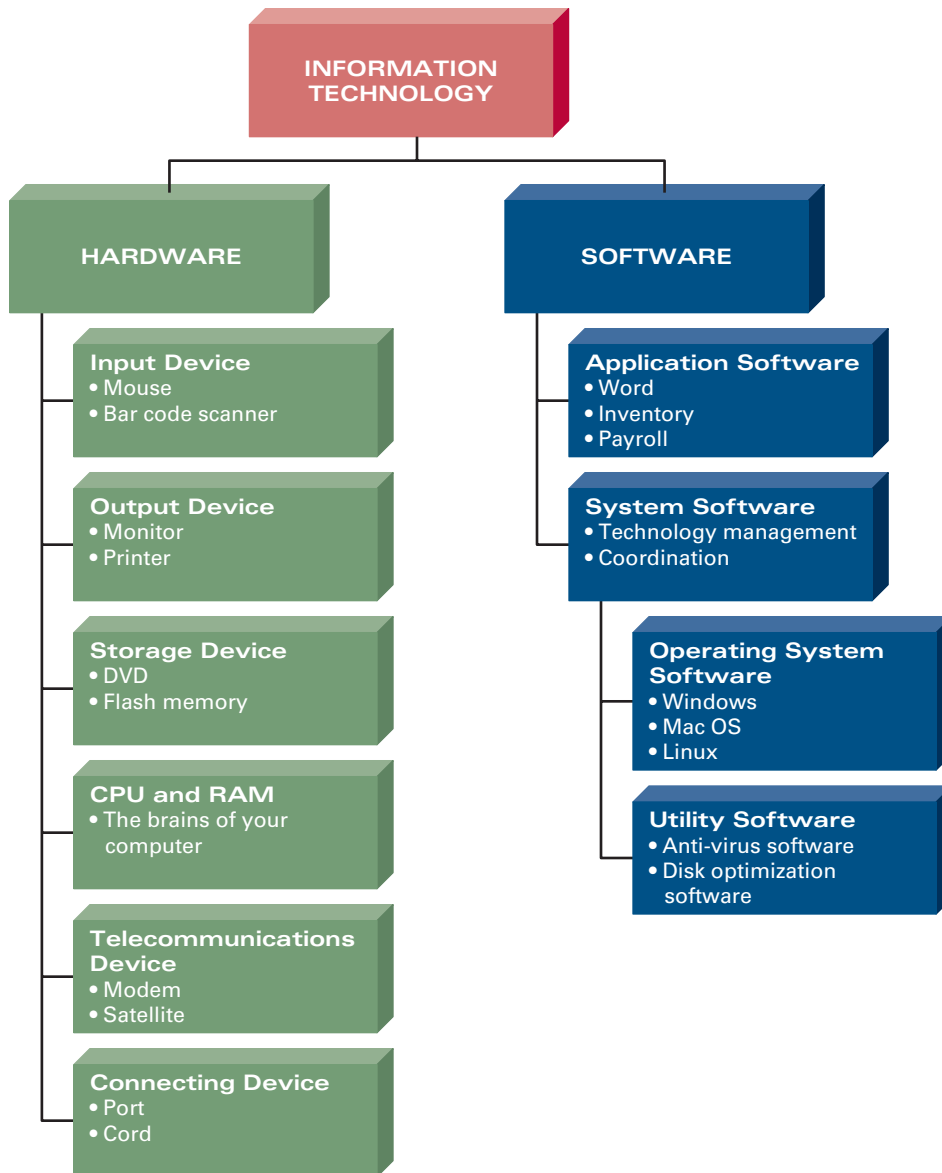 INFORMATION
TECHNOLOGY
HARDWARE
Input Device
• Mouse
• Bar code scanner
Output Device
• Monitor
• Printer
Storage Device
• DVD
• Flash memory
CPU and RAM
• The brains of your
computer
Telecommunications
Device
• Modem
• Satellite
Connecting Device
• Port
• Cord
SOFTWARE
Application Software
• Word
• Inventory
• Payroll
System Software
• Technology management
• Coordination
Operating System
Software
• Windows
• Mac OS
• Linux
Utility Software
• Anti-virus software
• Disk optimization
software